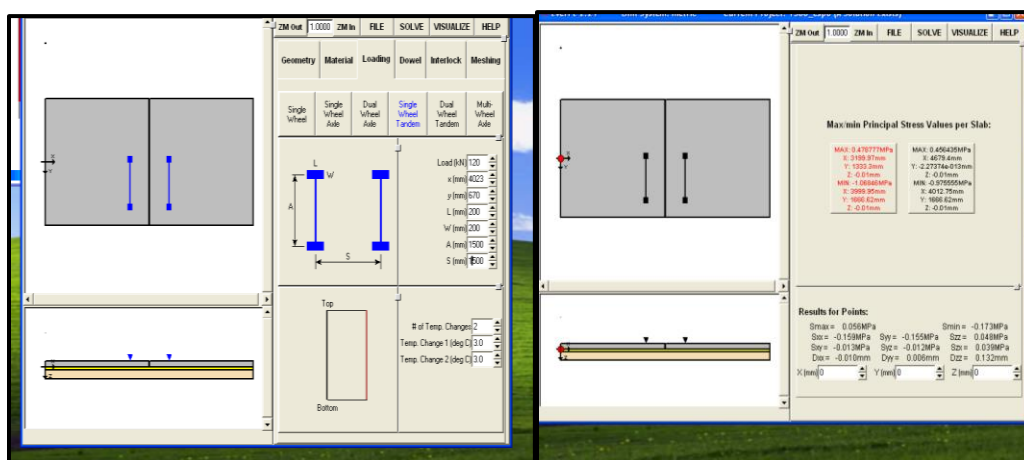 ZM Out 1.0000 ZM In FILE SOLVE VISUALIZE HELP
Geometry Material Loading Dowel Interlock Meshing
Single Wheel
Single Wheel Axle
Dual Wheel Axle
Single Wheel Tandem
Dual Wheel Tandem
Multi-Wheel Axle
L
W
A
S
Load (kN) 120
x (mm) 4023
y (mm) 670
L (mm) 200
W (mm) 200
A (mm) 1500
S (mm)
Top
Bottom
# of Temp. Changes 2
Temp. Change 1 (deg C) 3.0
Temp. Change 2 (deg C) 3.0
X
Y
Z
ZM Out 1.0000 ZM In FILE SOLVE VISUALIZE HELP
Max/min Principal Stress Values per Slab:
MAX: 0.470777MPa
X: 3199.97mm
Y: 1333.3mm
Z: -0.01mm
MIN: -1.06846MPa
X: 3999.95mm
Y: 1666.62mm
Z: -0.01mm
MAX: 0.456435MPa
X: 4679.4mm
Y: -2.27374e-013mm
Z: -0.01mm
MIN: -0.975555MPa
X: 4012.75mm
Y: 1666.62mm
Z: -0.01mm
Results for Points:
Smax = 0.056MPa Smin = -0.173MPa
Sxx = -0.159MPa Syy = -0.155MPa Szz = 0.048MPa
Sxy = -0.013MPa Syz = -0.012MPa Szx = 0.039MPa
Dxx = -0.010mm Dyy = 0.006mm Dzz = 0.132mm
X (mm) 0 Y (mm) 0 Z (mm) 0
X
Y
Z